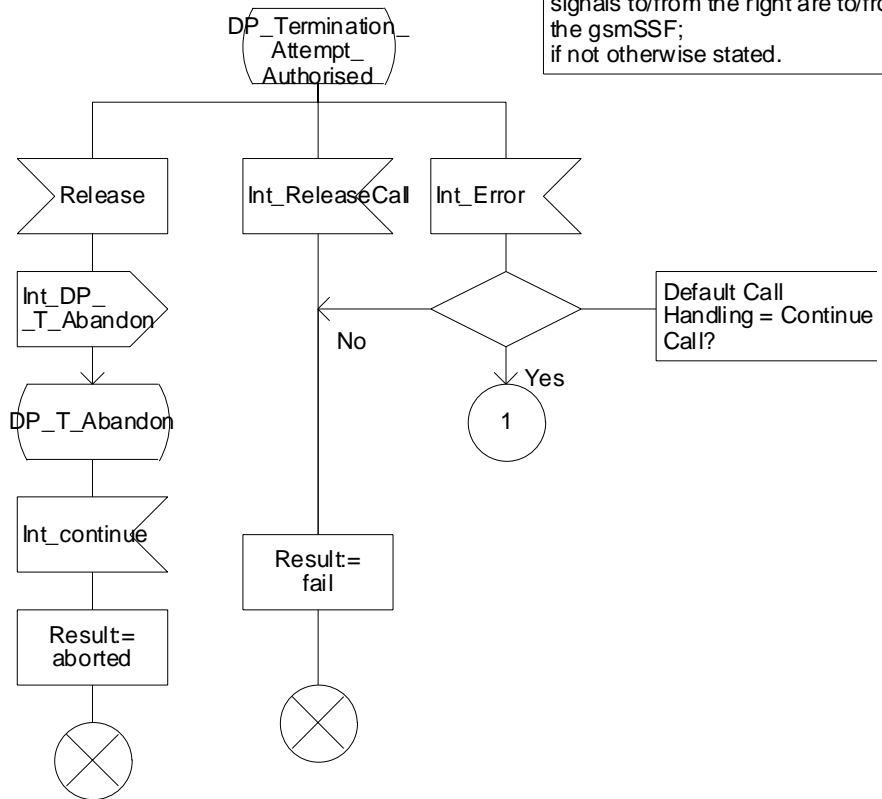 signals to/from the right are to/fro
the gsmSSF;
if not otherwise stated.
DP_Termination_
Attempt_
Authorised
Release
Int_ReleaseCall
Int_Error
Int_DP_
_T_Abandon
Default Call
Handling = Continue
Call?
No
Yes
DP_T_Abandon
1
Int_continue
Result:=
fail
Result:=
aborted